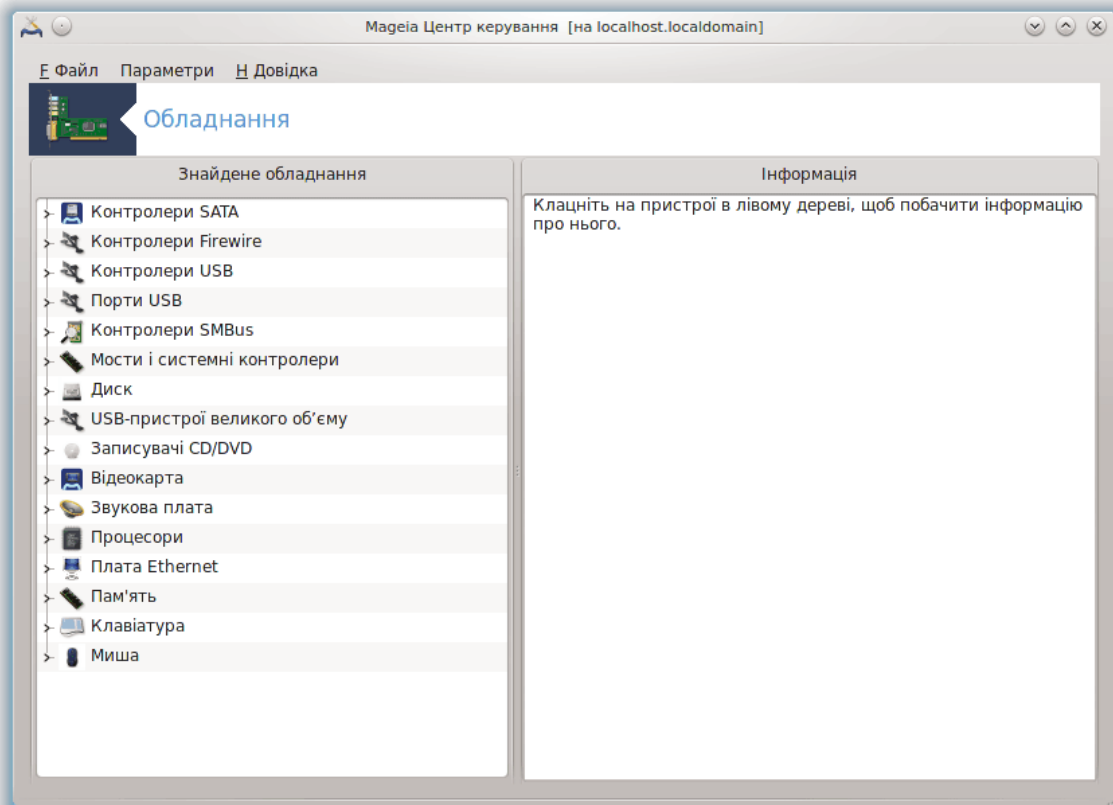 Mageia Центр керування [на localhost.localdomain]
F Файл Параметри H Довідка
Обладнання
Знайдене обладнання
Контролери SATA
Контролери Firewire
Контролери USB
Порти USB
Контролери SMBus
Мости і системні контролери
Диск
USB-пристрої великого об’єму
Записувачі CD/DVD
Відеокарта
Звукова плата
Процесори
Плата Ethernet
Пам'ять
Клавіатура
Миша
Інформація
Клацніть на пристрої в лівому дереві, щоб побачити інформацію
про нього.